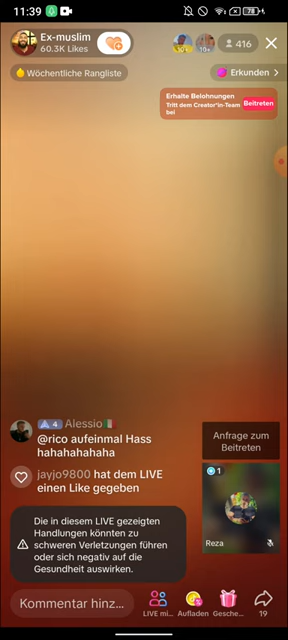 11:39
Ex-muslim
60.3K Likes
10+
416
Wöchentliche Rangliste
Erkunden
Erhalte Belohnungen
Tritt dem Creator*in-Team bei
Beitreten
4 Alessio
@rico aufeinmal Hass
hahahahahaha
jayjo9800 hat dem LIVE
einen Like gegeben
Anfrage zum
Beitreten
1
Reza
Die in diesem LIVE gezeigten
Handlungen könnten zu
schweren Verletzungen führen
oder sich negativ auf die
Gesundheit auswirken.
Kommentar hinz...
LIVE mi...
Aufladen
Gesche...
19